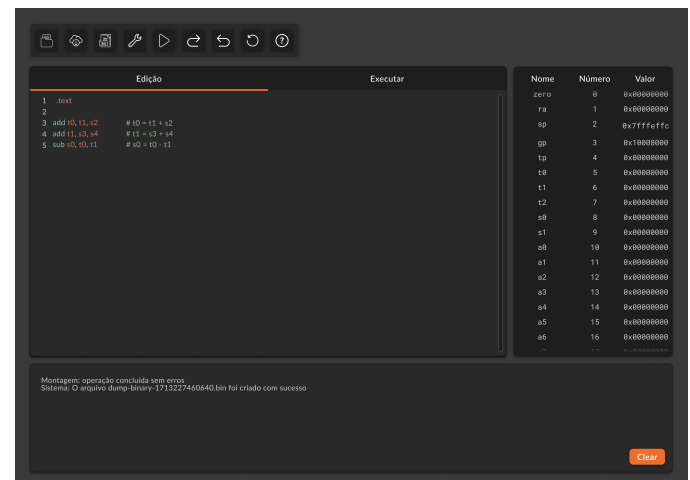 Edição Executar
1 .text
2
3 add t0, t1, s2 # t0 = t1 + s2
4 add t1, s3, s4 # t1 = s3 + s4
5 sub s0, t0, t1 # s0 = t0 - t1
Nome Número Valor
zero 0 0x00000000
ra 1 0x00000000
sp 2 0x7fffeffc
gp 3 0x10008000
tp 4 0x00000000
t0 5 0x00000000
t1 6 0x00000000
t2 7 0x00000000
s0 8 0x00000000
s1 9 0x00000000
a0 10 0x00000000
a1 11 0x00000000
a2 12 0x00000000
a3 13 0x00000000
a4 14 0x00000000
a5 15 0x00000000
a6 16 0x00000000
Montagem: operação concluída sem erros
Sistema: O arquivo dump-binary-1713227460640.bin foi criado com sucesso
Clear